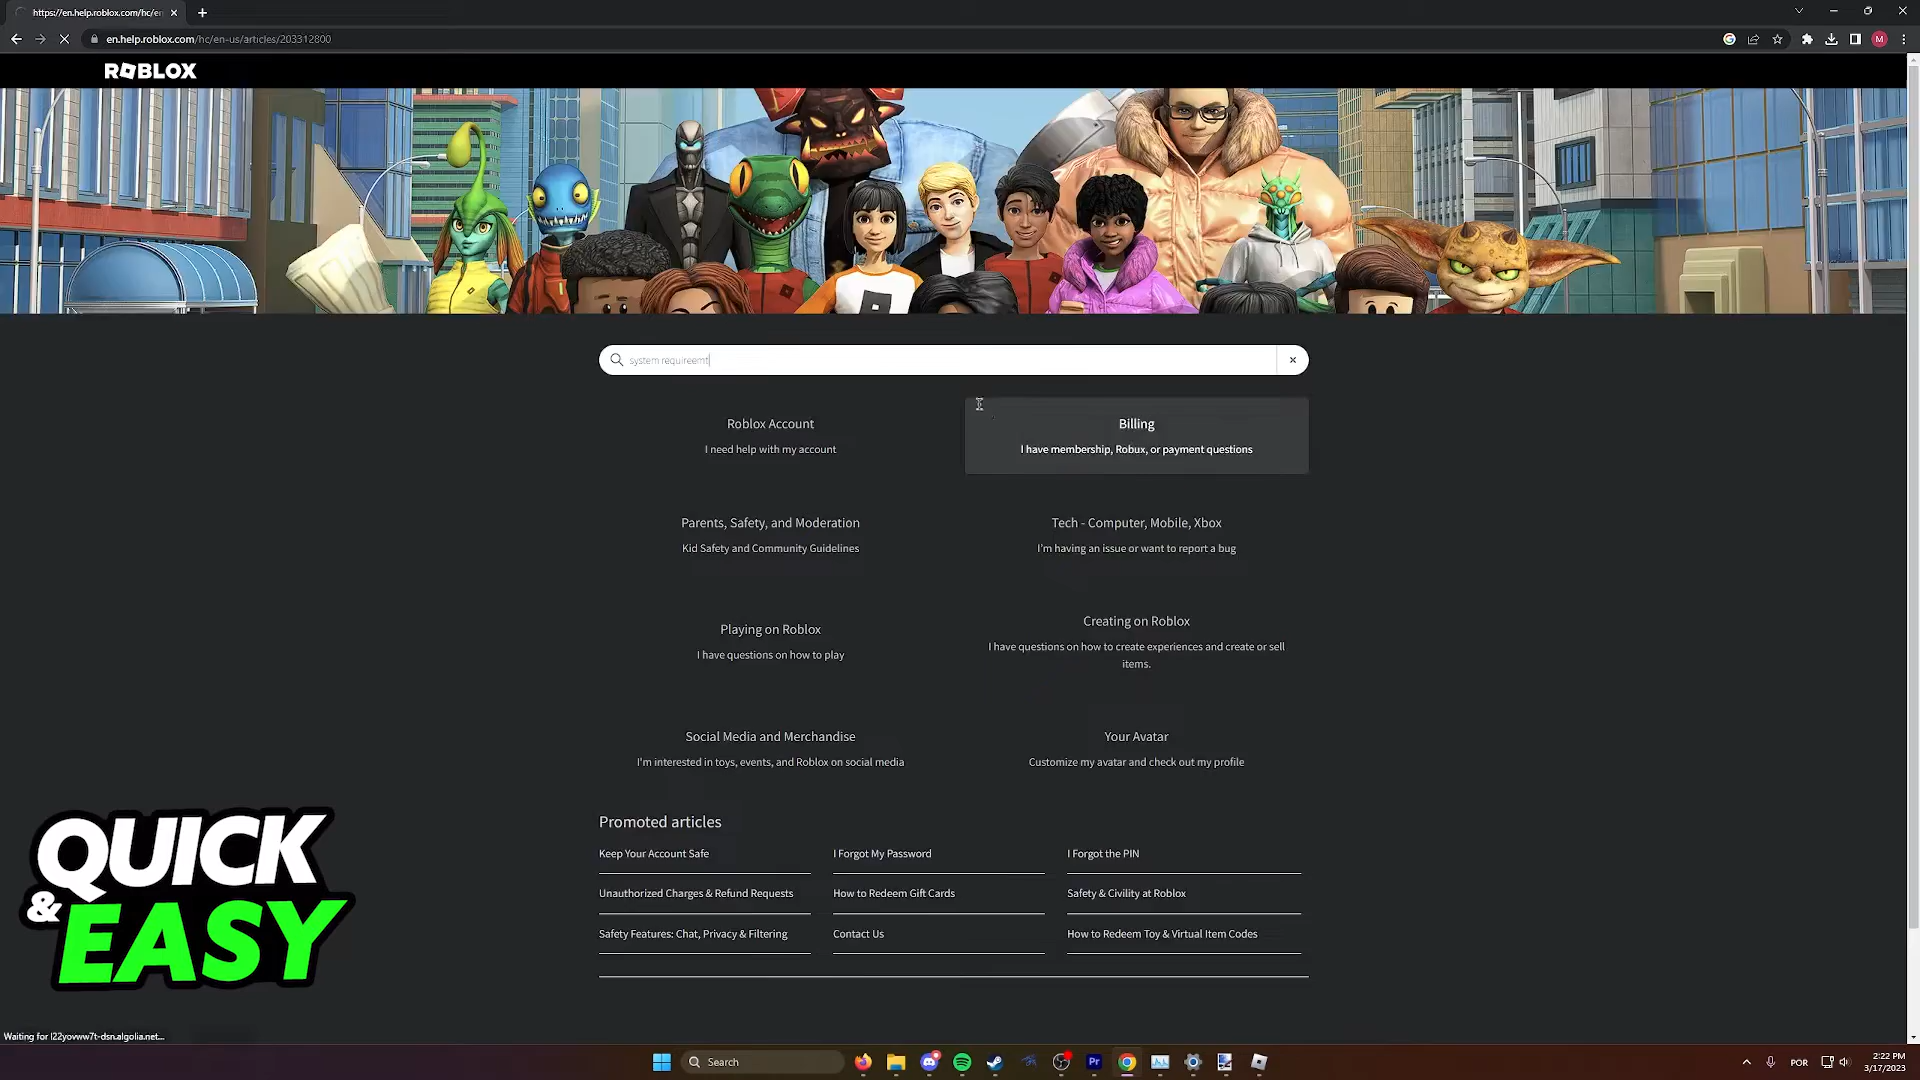 https://en.help.roblox.com/hc/en
en.help.roblox.com/hc/en-us/articles/203312800
M
ROBLOX
system requireemt
Roblox Account
I need help with my account
Billing
I have membership, Robux, or payment questions
Parents, Safety, and Moderation
Kid Safety and Community Guidelines
Tech - Computer, Mobile, Xbox
I'm having an issue or want to report a bug
Playing on Roblox
I have questions on how to play
Creating on Roblox
I have questions on how to create experiences and create or sell
items.
Social Media and Merchandise
I'm interested in toys, events, and Roblox on social media
Your Avatar
Customize my avatar and check out my profile
Promoted articles
Keep Your Account Safe
I Forgot My Password
I Forgot the PIN
Unauthorized Charges & Refund Requests
How to Redeem Gift Cards
Safety & Civility at Roblox
Safety Features: Chat, Privacy & Filtering
Contact Us
How to Redeem Toy & Virtual Item Codes
QUICK
& EASY
Waiting for l22yovww7t-dsn.algolia.net...
Search
Pr
POR
2:22 PM
3/17/2023